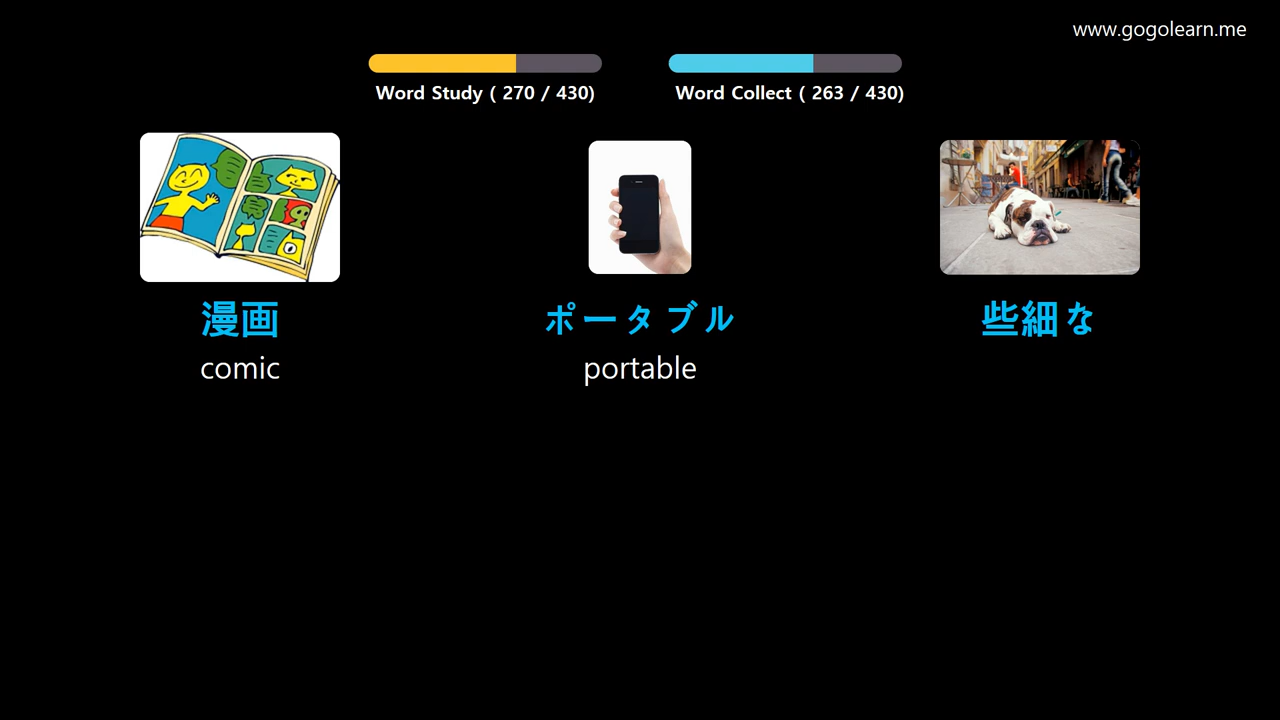 www.gogolearn.me
Word Study ( 270 / 430)
Word Collect ( 263 / 430)
漫画
ポータブル
些細な
comic
portable